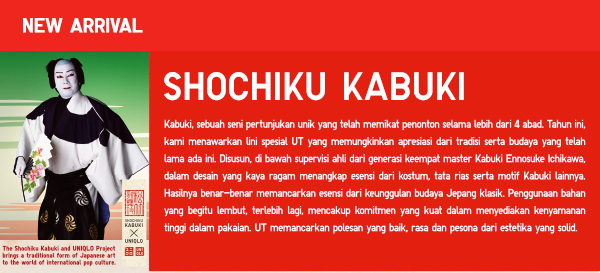 NEW ARRIVAL
SHOCHIKU KABUKI
Kabuki, sebuah seni pertunjukan unik yang telah memikat penonton selama lebih dari 4 abad. Tahun ini,
kami menawarkan lini spesial UT yang memungkinkan apresiasi dari tradisi serta budaya yang telah
lama ada ini. Disusun, di bawah supervisi ahli dari generasi keempat master Kabuki Ennosuke Ichikawa,
dalam desain yang kaya ragam menangkap esensi dari kostum, tata rias serta motif Kabuki lainnya.
Hasilnya benar-benar memancarkan esensi dari keunggulan budaya Jepang klasik. Penggunaan bahan
yang begitu lembut, terlebih lagi, mencakup komitmen yang kuat dalam menyediakan kenyamanan
tinggi dalam pakaian. UT memancarkan polesan yang baik, rasa dan pesona dari estetika yang solid.
SHOCHIKU
KABUKI
×
UNIQLO
The Shochiku Kabuki and UNIQLO Project
brings a traditional form of Japanese art
to the world of international pop culture.